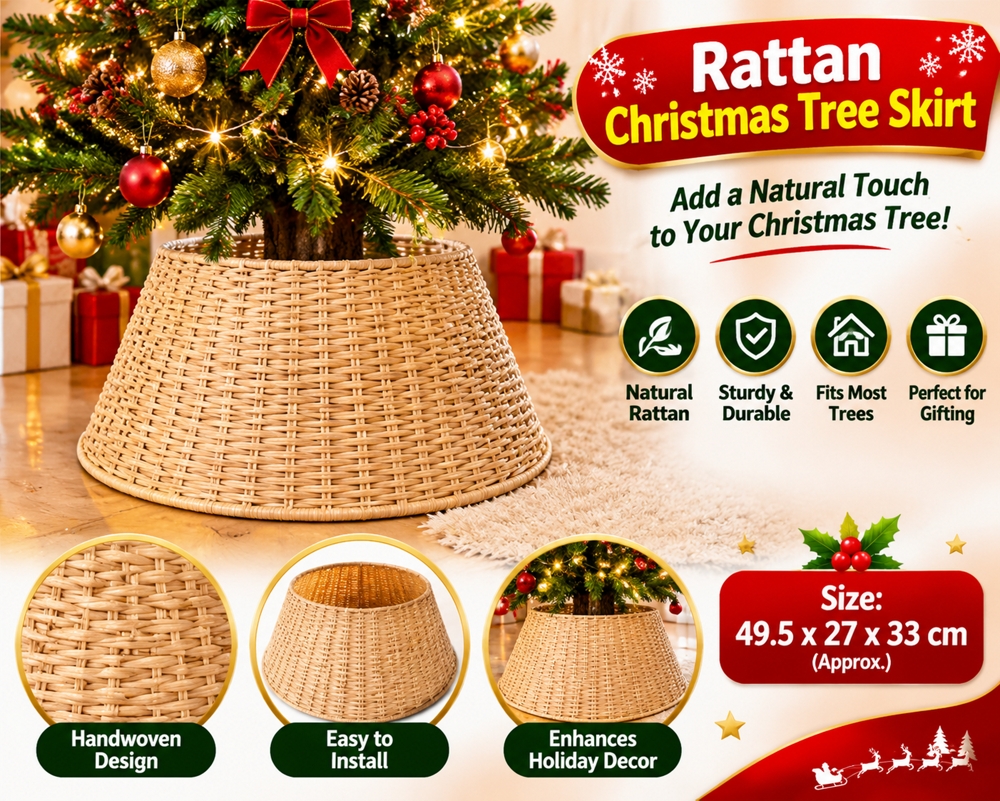 Rattan
Christmas Tree Skirt
Add a Natural Touch
to Your Christmas Tree!
Natural
Rattan
Sturdy &
Durable
Fits Most
Trees
Perfect for
Gifting
Handwoven
Design
Easy to
Install
Enhances
Holiday Decor
Size:
49.5 x 27 x 33 cm
(Approx.)